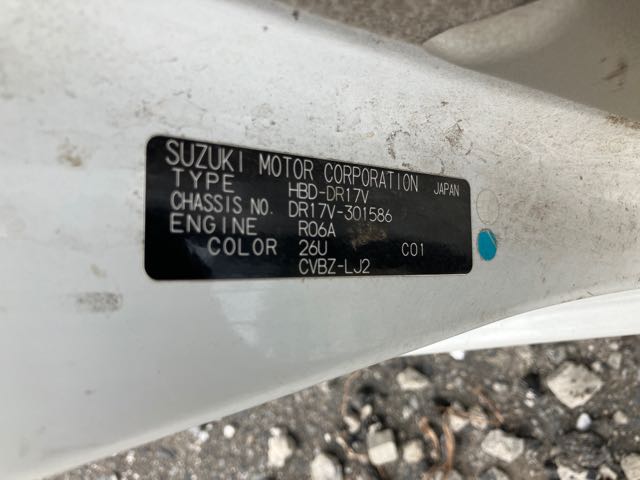 SUZUKI MOTOR CORPORATION JAPAN
TYPE HBD-DR17V
CHASSIS NO. DR17V-301586
ENGINE R06A
COLOR 26U C01
CVBZ-LJ2